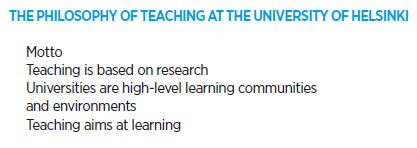 THE PHILOSOPHY OF TEACHING AT THE UNIVERSITY OF HELSINKI
Motto
Teaching is based on research
Universities are high-level learning communities
and environments
Teaching aims at learning